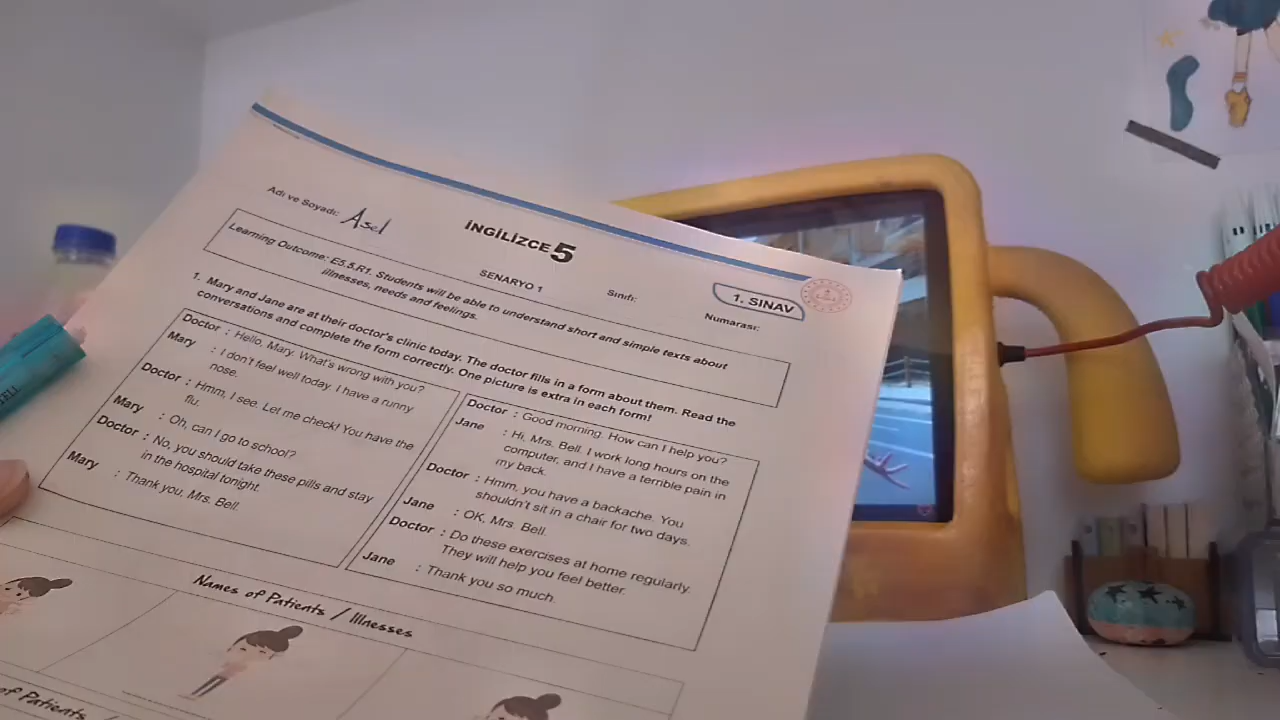 Adı ve Soyadı: Asel
İNGİLİZCE 5
SENARYO 1
Sınıfı:
1. SINAV
Numarası:
Learning Outcome: E5.5.R1. Students will be able to understand short and simple texts about
illnesses, needs and feelings.
1. Mary and Jane are at their doctor's clinic today. The doctor fills in a form about them. Read the
conversations and complete the form correctly. One picture is extra in each form!
Doctor : Hello, Mary. What's wrong with you?
Mary : I don't feel well today. I have a runny
nose.
Doctor : Hmm, I see. Let me check! You have the
flu.
Mary : Oh, can I go to school?
Doctor : No, you should take these pills and stay
in the hospital tonight.
Mary : Thank you, Mrs. Bell.
Doctor : Good morning. How can I help you?
Jane : Hi, Mrs. Bell. I work long hours on the
computer, and I have a terrible pain in
my back.
Doctor : Hmm, you have a backache. You
shouldn't sit in a chair for two days.
Jane : OK, Mrs. Bell.
Doctor : Do these exercises at home regularly.
They will help you feel better.
Jane : Thank you so much.
Names of Patients / Illnesses
of Patients /